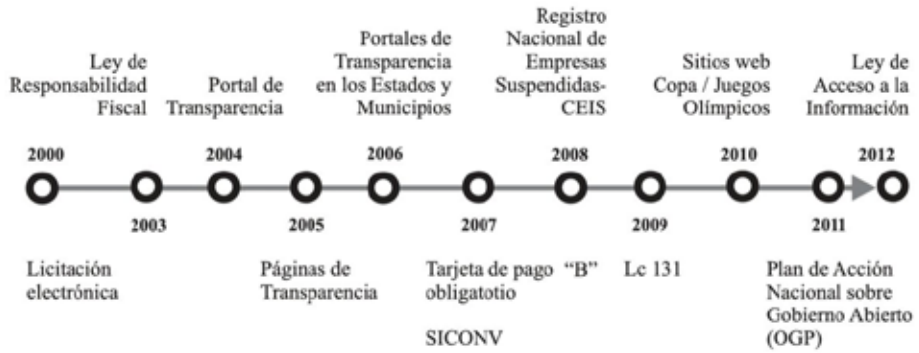 Ley de
Responsabilidad
Fiscal
Portal de
Transparencia
Portales de
Transparencia
en los Estados y
Municipios
Registro
Nacional de
Empresas
Suspendidas-
CEIS
Sitios web
Copa / Juegos
Olímpicos
Ley de
Acceso a la
Información
2000
2004
2006
2008
2010
2012
2003
2005
2007
2009
2011
Licitación
electrónica
Páginas de
Transparencia
Tarjeta de pago “B”
obligatotio
SICONV
Lc 131
Plan de Acción
Nacional sobre
Gobierno Abierto
(OGP)